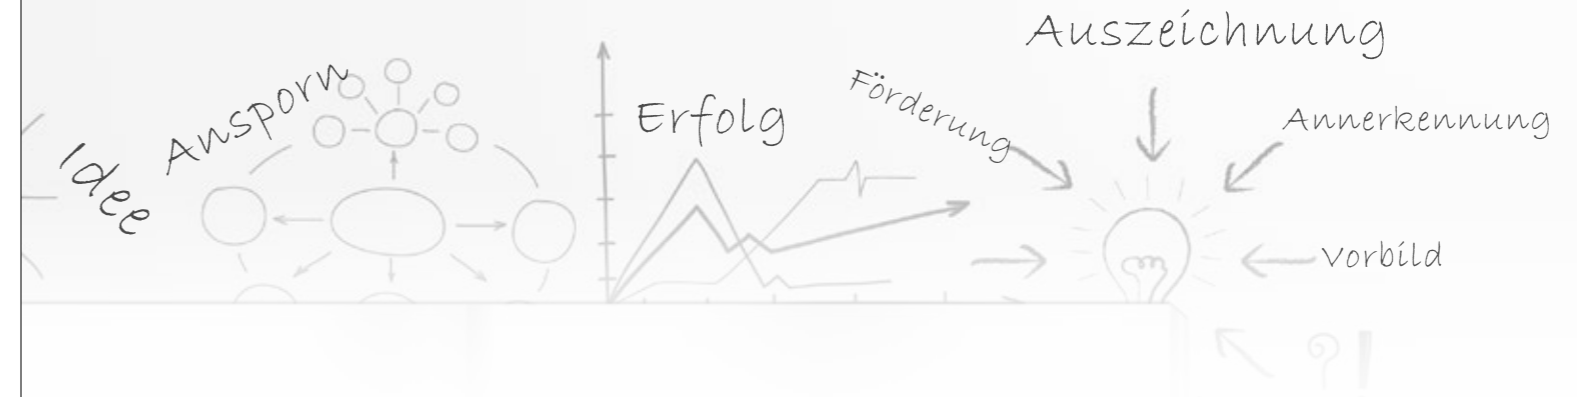 Idee
Ansporn
Erfolg
Förderung
Auszeichnung
Annerkennung
Vorbild
?!